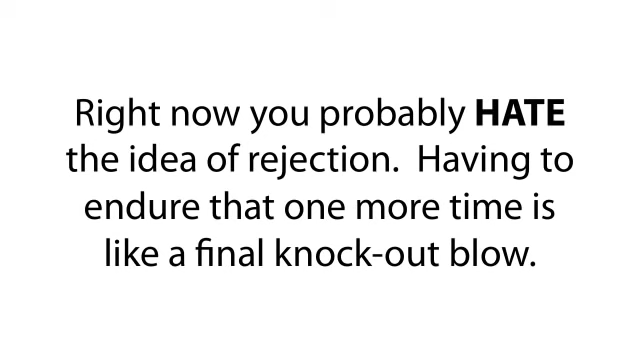 Right now you probably HATE
the idea of rejection.  Having to
endure that one more time is
like a final knock-out blow.